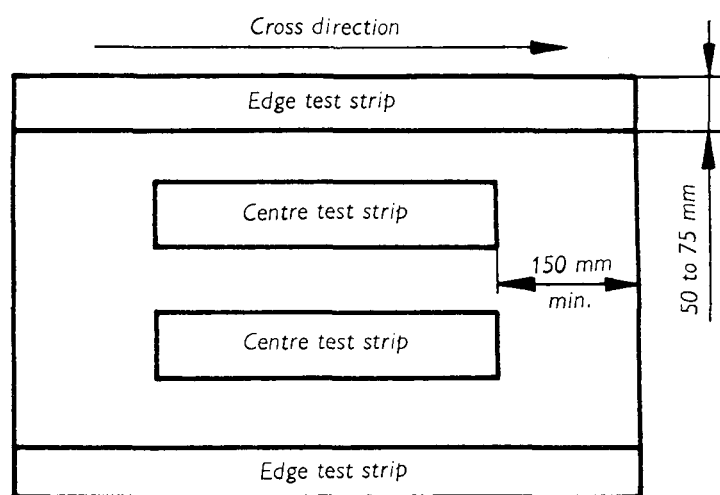 Cross direction
Edge test strip
Centre test strip
150 mm
min.
50 to 75 mm
Centre test strip
Edge test strip